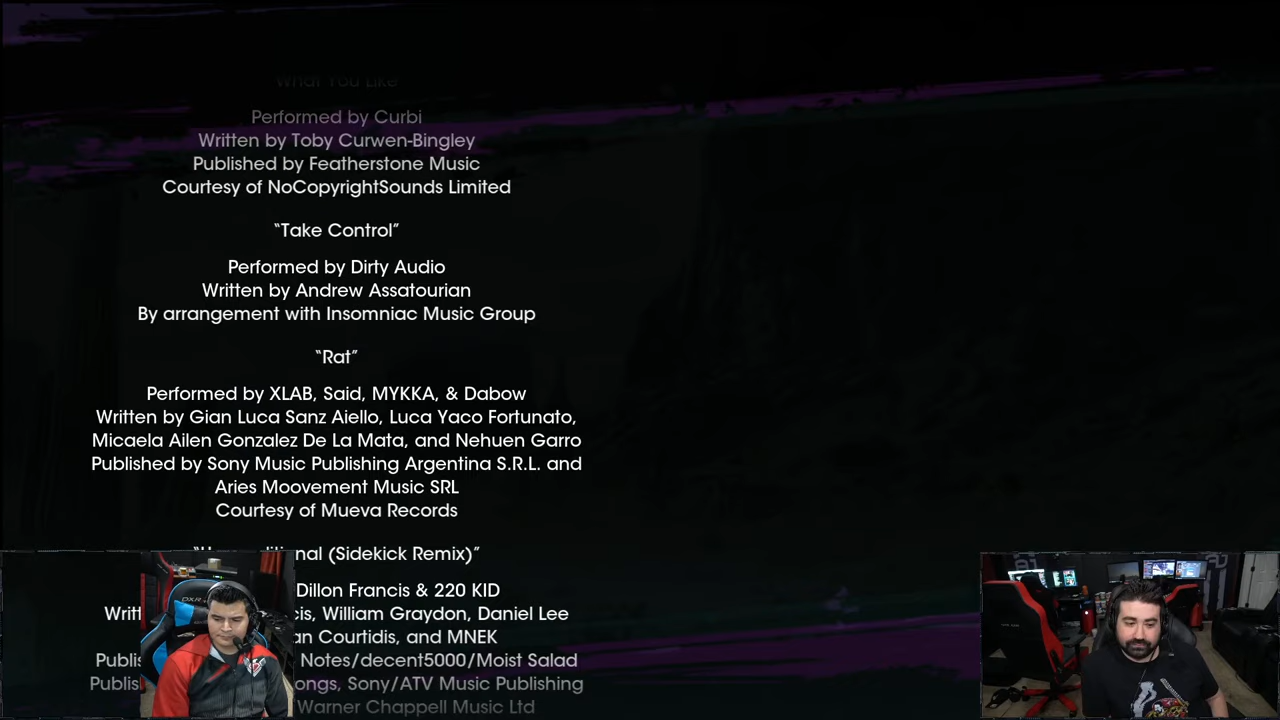 What You Like
Performed by Curbi
Written by Toby Curwen-Bingley
Published by Featherstone Music
Courtesy of NoCopyrightSounds Limited
“Take Control”
Performed by Dirty Audio
Written by Andrew Assatourian
By arrangement with Insomniac Music Group
“Rat”
Performed by XLAB, Said, MYKKA, & Dabow
Written by Gian Luca Sanz Aiello, Luca Yaco Fortunato,
Micaela Ailen Gonzalez De La Mata, and Nehuen Garro
Published by Sony Music Publishing Argentina S.R.L. and
Aries Moovement Music SRL
Courtesy of Mueva Records
(Sidekick Remix)”
Dillon Francis & 220 KID
William Graydon, Daniel Lee
Courtidis, and MNEK
Notes/decent5000/Moist Salad
Sony/ATV Music Publishing
Warner Chappell Music Ltd